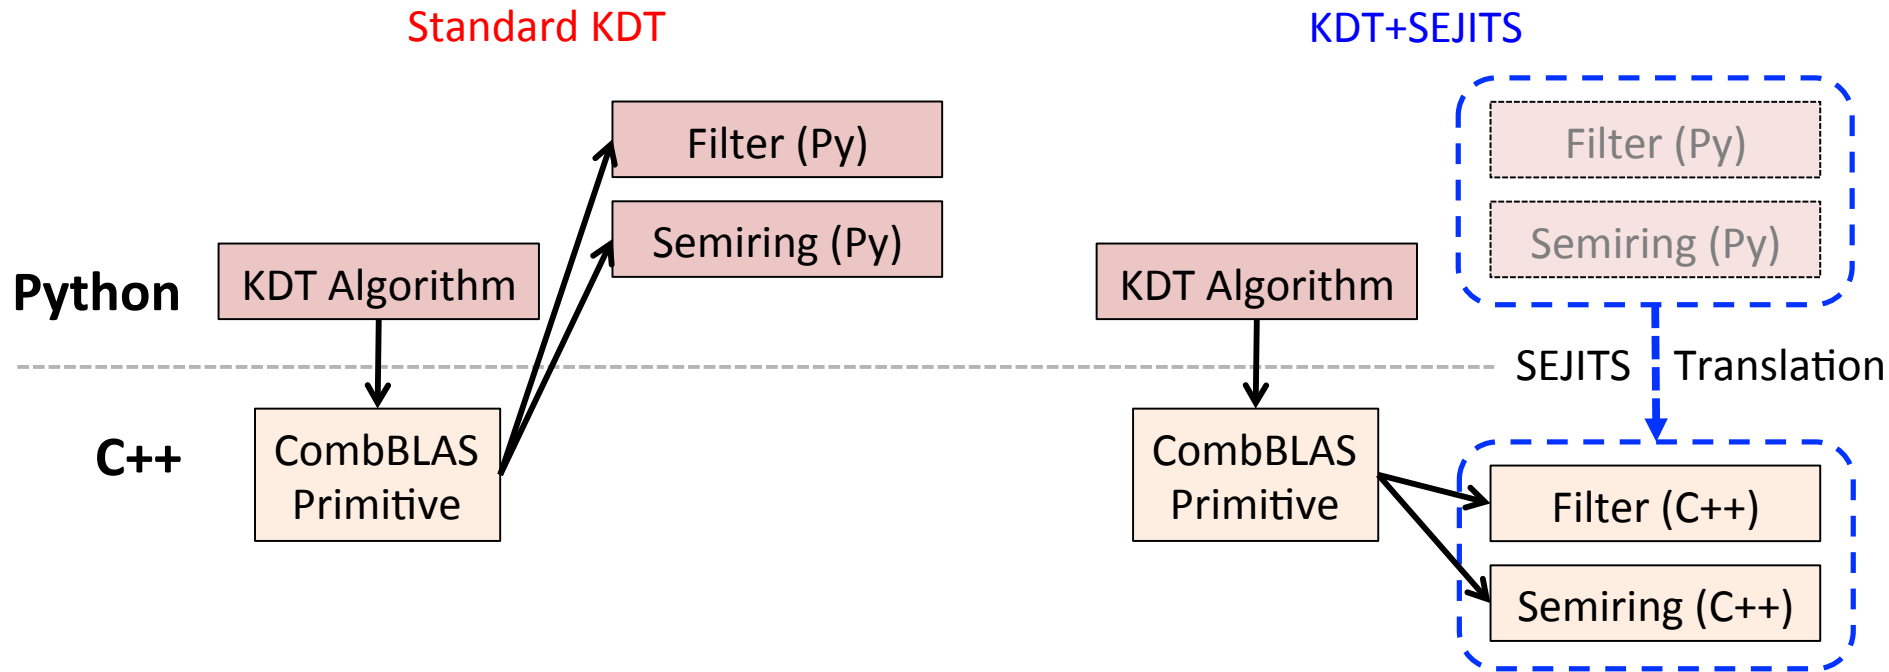 Standard KDT
KDT+SEJITS
Filter (Py)
Semiring (Py)
KDT Algorithm
Python
C++
CombBLAS
Primitive
Filter (Py)
Semiring (Py)
KDT Algorithm
SEJITS Translation
CombBLAS
Primitive
Filter (C++)
Semiring (C++)